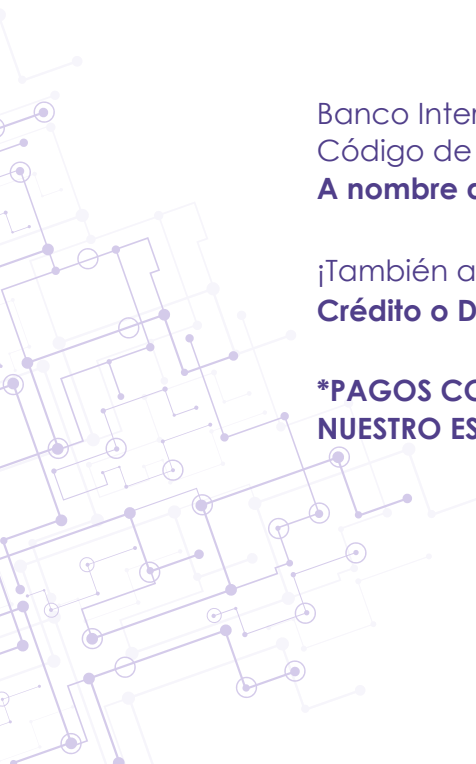 Banco Inter
Código de
A nombre
¡También a
Crédito o D
*PAGOS CO
NUESTRO ES